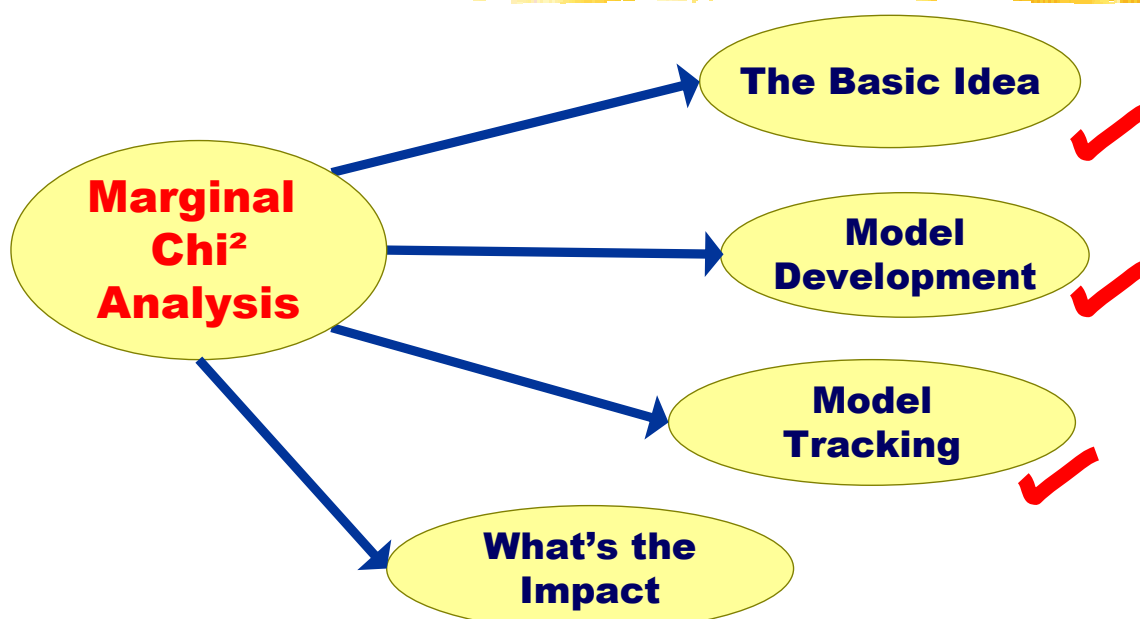 The Basic Idea
Marginal
Chi²
Analysis
Model
Development
Model
Tracking
What's the
Impact